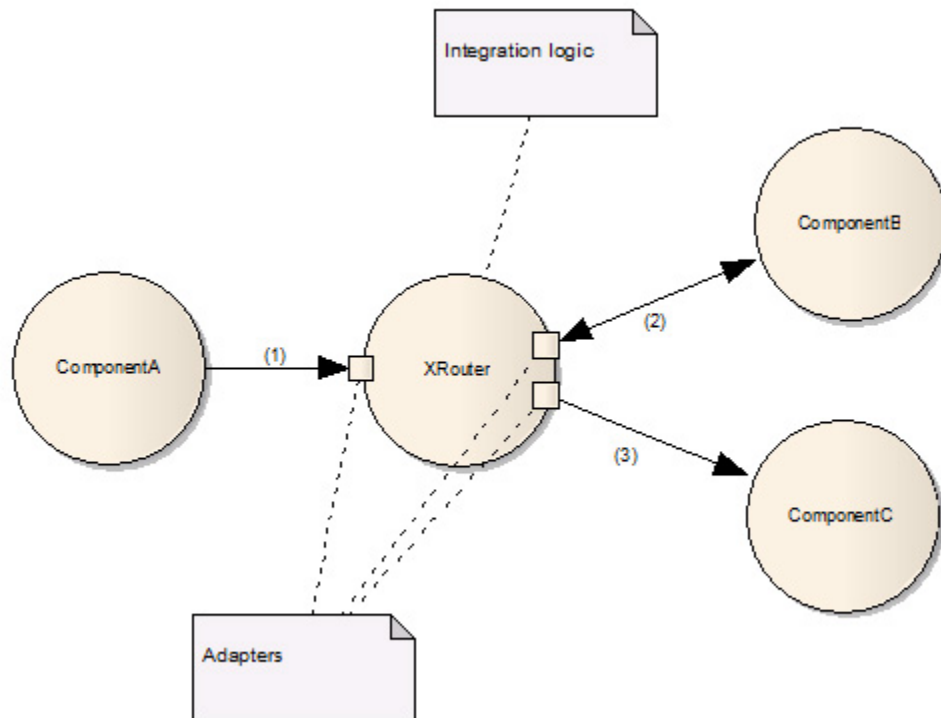 Integration logic
ComponentB
(2)
(1)
ComponentA
XRouter
(3)
ComponentC
Adapters